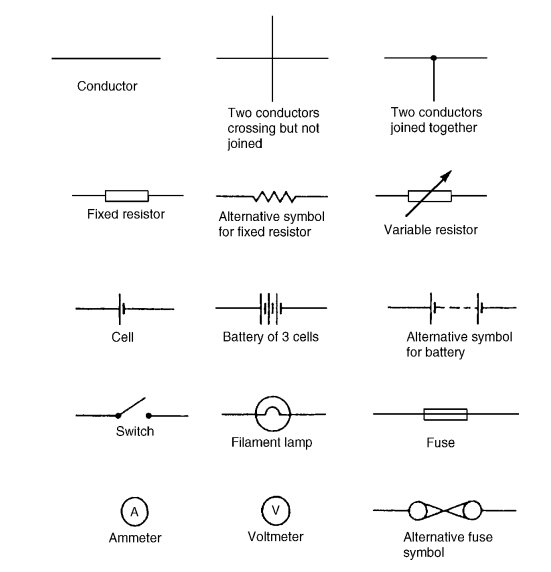 Conductor
Two conductors
crossing but not
joined
Two conductors
joined together
Fixed resistor
Alternative symbol
for fixed resistor
Variable resistor
Cell
Battery of 3 cells
Alternative symbol
for battery
Switch
Filament lamp
Fuse
A
Ammeter
V
Voltmeter
Alternative fuse
symbol